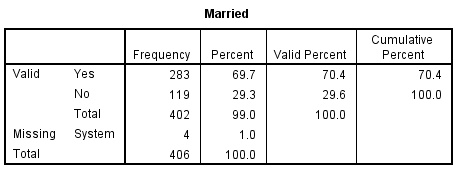 Married
Frequency Percent Valid Percent Cumulative Percent
Valid Yes 283 69.7 70.4 70.4
No 119 29.3 29.6 100.0
Total 402 99.0 100.0
Missing System 4 1.0
Total 406 100.0